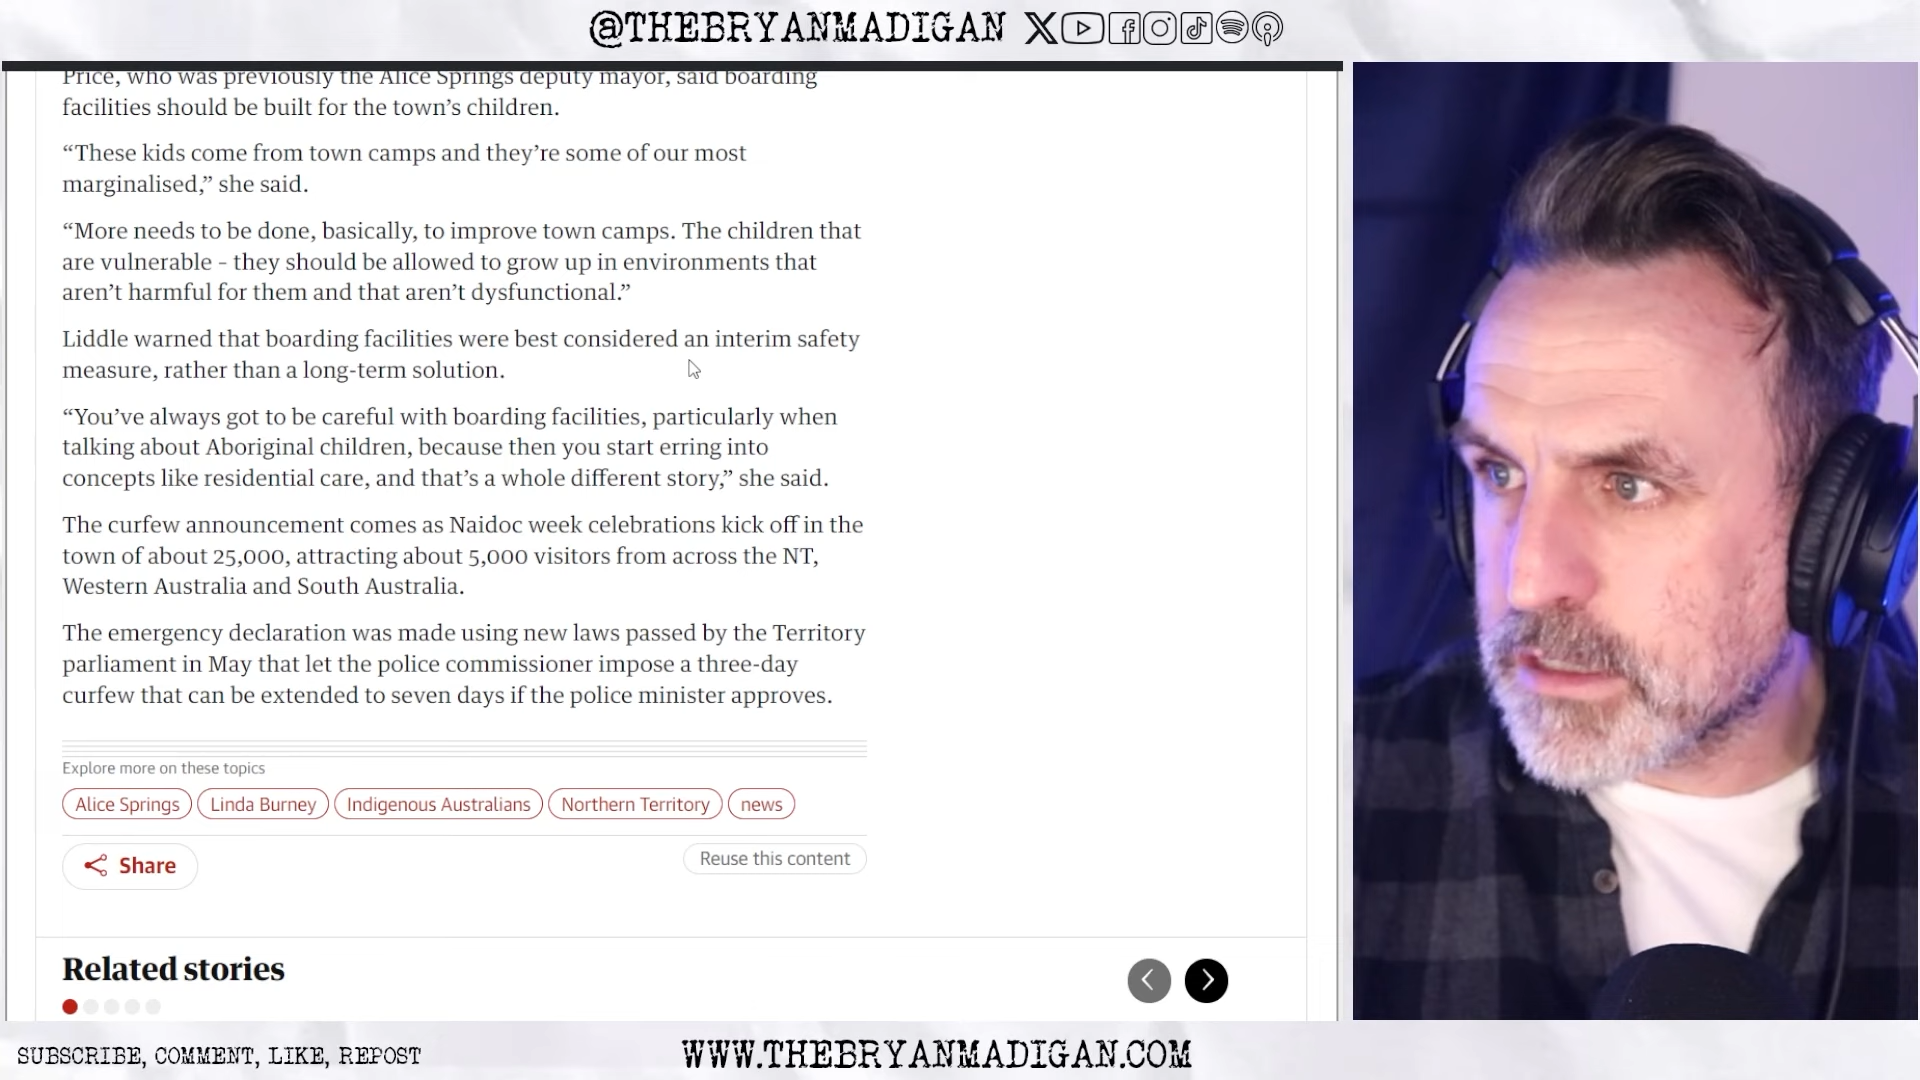 @THEBRYANMADIGAN
Price, who was previously the Alice Springs deputy mayor, said boarding
facilities should be built for the town’s children.
“These kids come from town camps and they’re some of our most
marginalised,” she said.
“More needs to be done, basically, to improve town camps. The children that
are vulnerable – they should be allowed to grow up in environments that
aren’t harmful for them and that aren’t dysfunctional.”
Liddle warned that boarding facilities were best considered an interim safety
measure, rather than a long-term solution.
“You’ve always got to be careful with boarding facilities, particularly when
talking about Aboriginal children, because then you start erring into
concepts like residential care, and that’s a whole different story,” she said.
The curfew announcement comes as Naidoc week celebrations kick off in the
town of about 25,000, attracting about 5,000 visitors from across the NT,
Western Australia and South Australia.
The emergency declaration was made using new laws passed by the Territory
parliament in May that let the police commissioner impose a three-day
curfew that can be extended to seven days if the police minister approves.
Explore more on these topics
Alice Springs Linda Burney Indigenous Australians Northern Territory news
Share Reuse this content
Related stories
SUBSCRIBE, COMMENT, LIKE, REPOST WWW.THEBRYANMADIGAN.COM